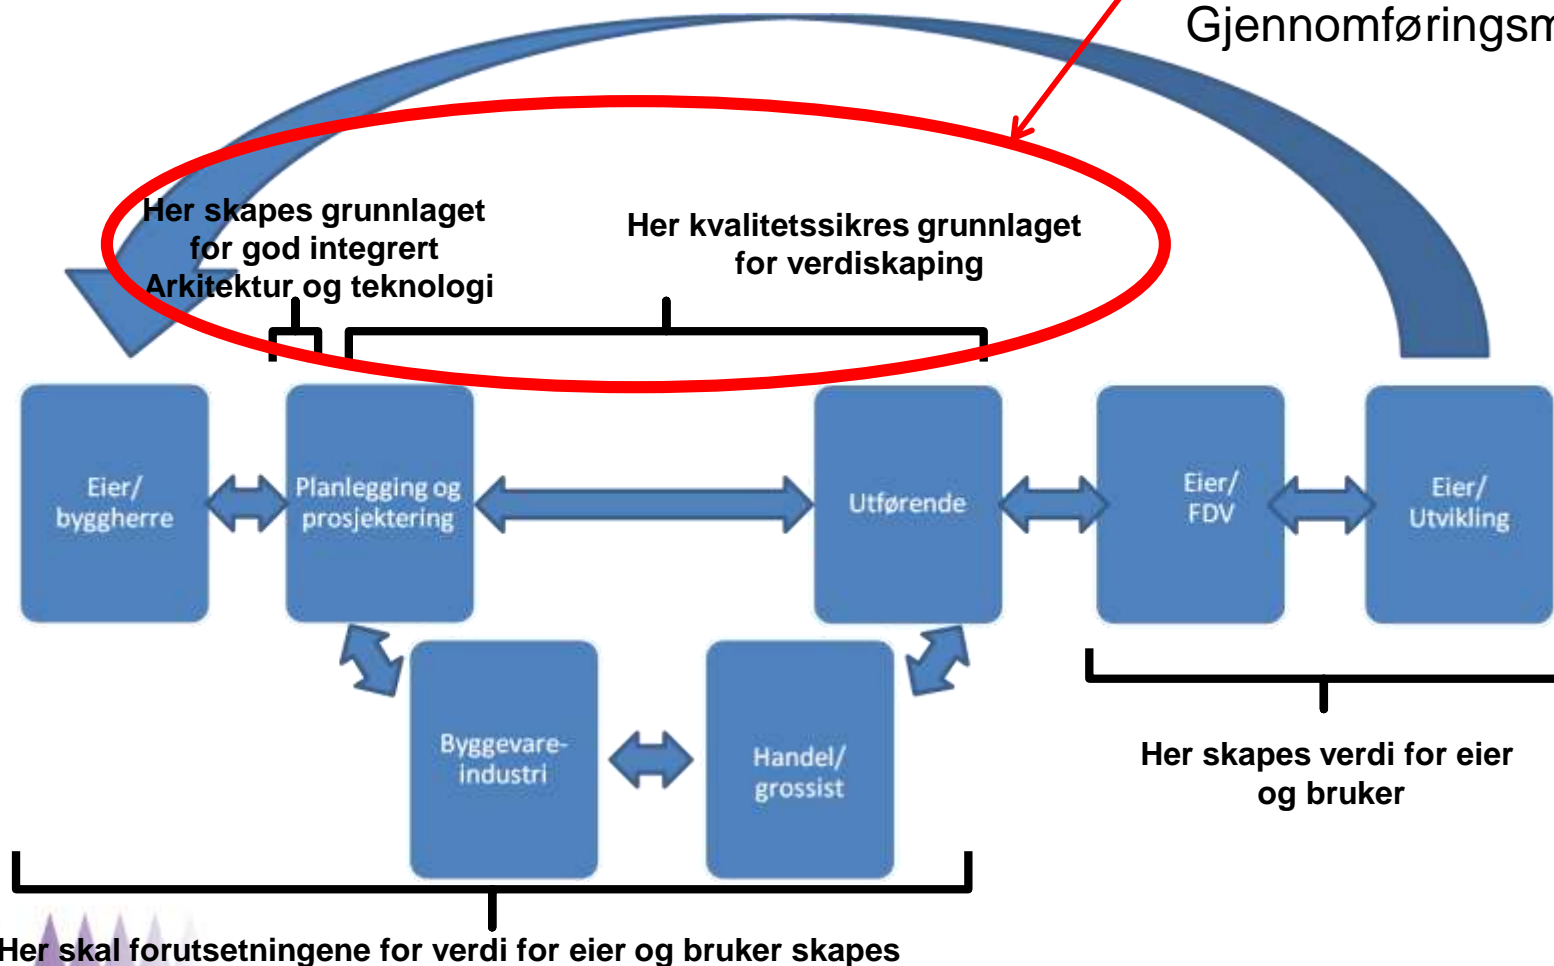 Gjennomføringsm
Her skapes grunnlaget
for god integrert
Arkitektur og teknologi
Her kvalitetssikres grunnlaget
for verdiskaping
Eier/
byggherre
Planlegging og
prosjektering
Utførende
Eier/
FDV
Eier/
Utvikling
Byggevare-
industri
Handel/
grossist
Her skapes verdi for eier
og bruker
Her skal forutsetningene for verdi for eier og bruker skapes